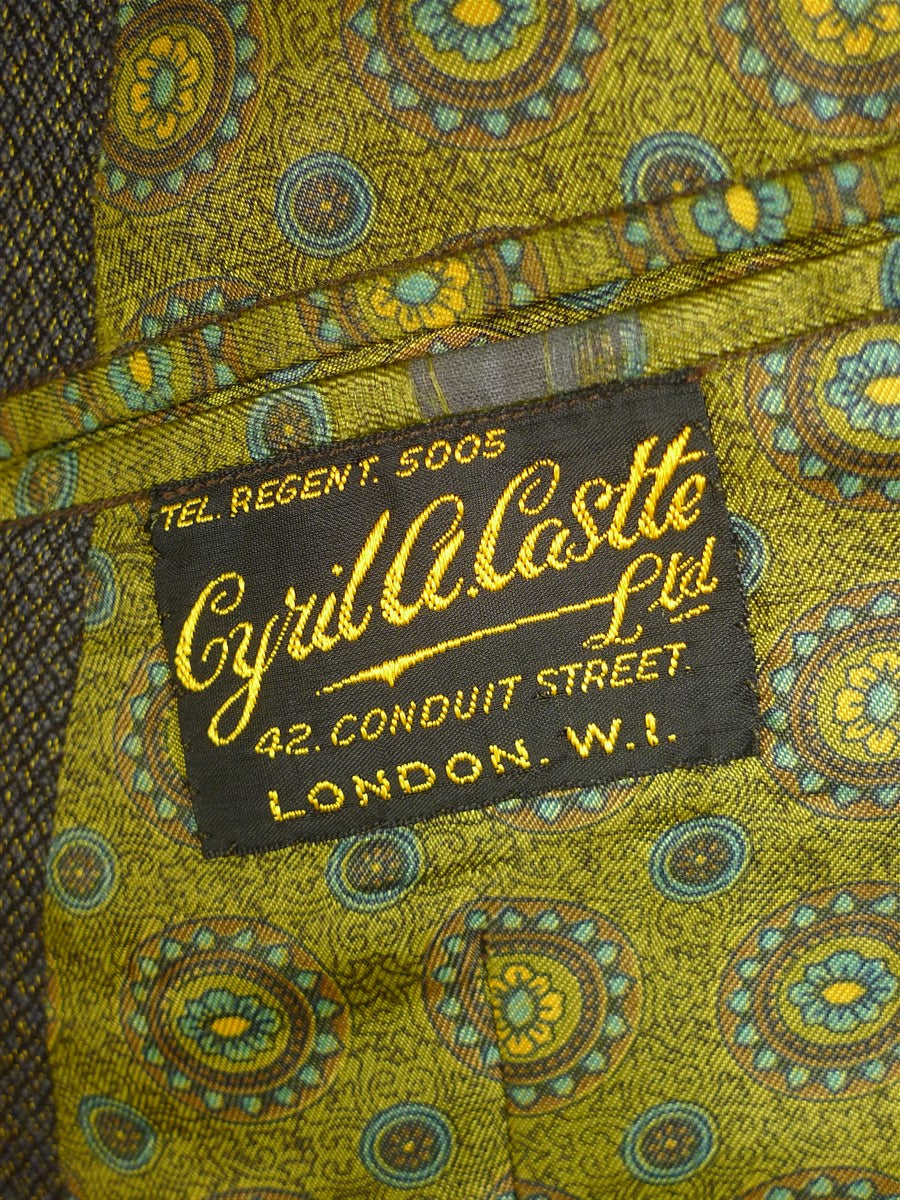 TEL. REGENT. 5005
Cyril A. Castle
Ltd
42. CONDUIT STREET.
LONDON. W.I.